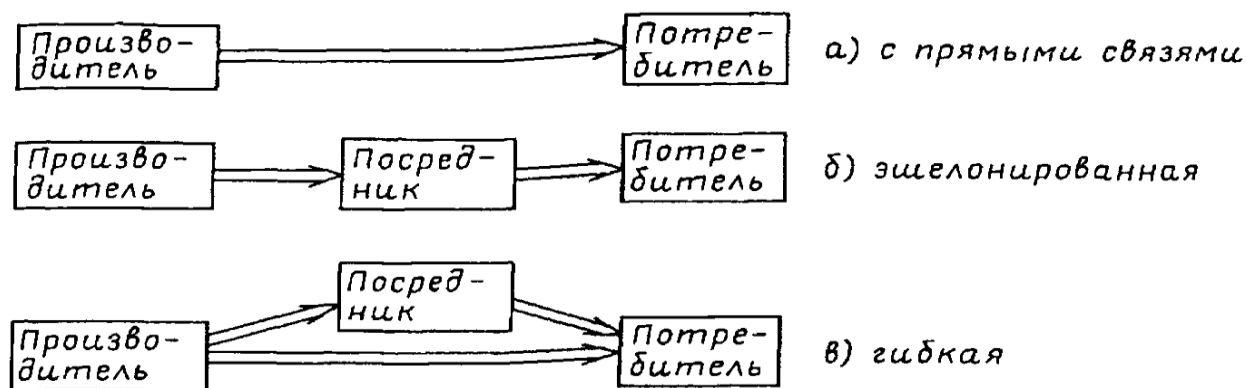 Произво-
дитель
Потре-
битель
а) с прямыми связями
Произво-
дитель
Посред-
ник
Потре-
битель
б) эшелонированная
Посред-
ник
Произво-
дитель
Потре-
битель
в) гибкая